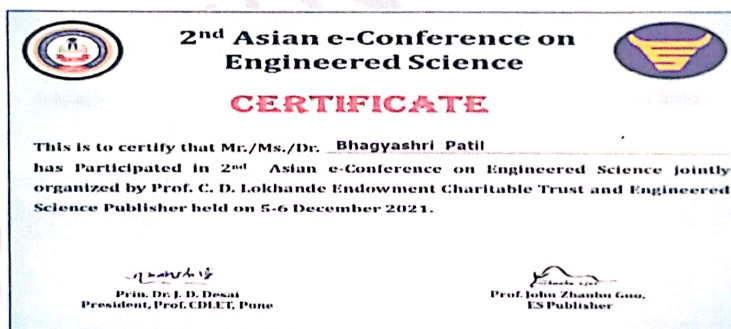 2nd Asian e-Conference on
Engineered Science
CERTIFICATE
This is to certify that Mr./Ms./Dr. Bhagyashri Patil
has Participated in 2nd Asian e-Conference on Engineered Science jointly
organized by Prof. C. D. Lokhande Endowment Charitable Trust and Engineered
Science Publisher held on 5-6 December 2021.
Prin. Dr. J. D. Desai
President, Prof. CDLET, Pune
Prof. John Zhanhu Guo,
ES Publisher